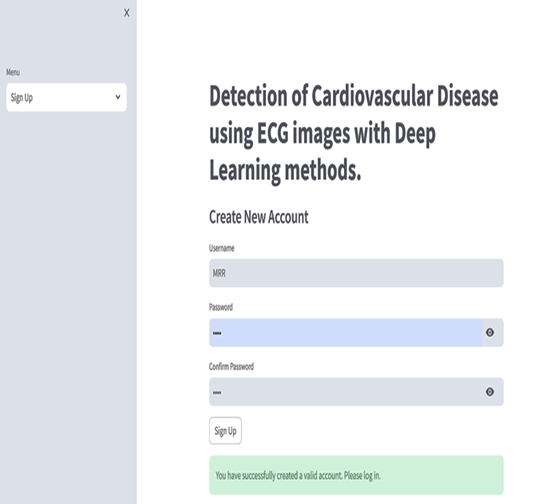 X
Menu
Sign Up
Detection of Cardiovascular Disease
using ECG images with Deep
Learning methods.
Create New Account
Username
MRR
Password
••••
Confirm Password
••••
Sign Up
You have successfully created a valid account. Please log in.